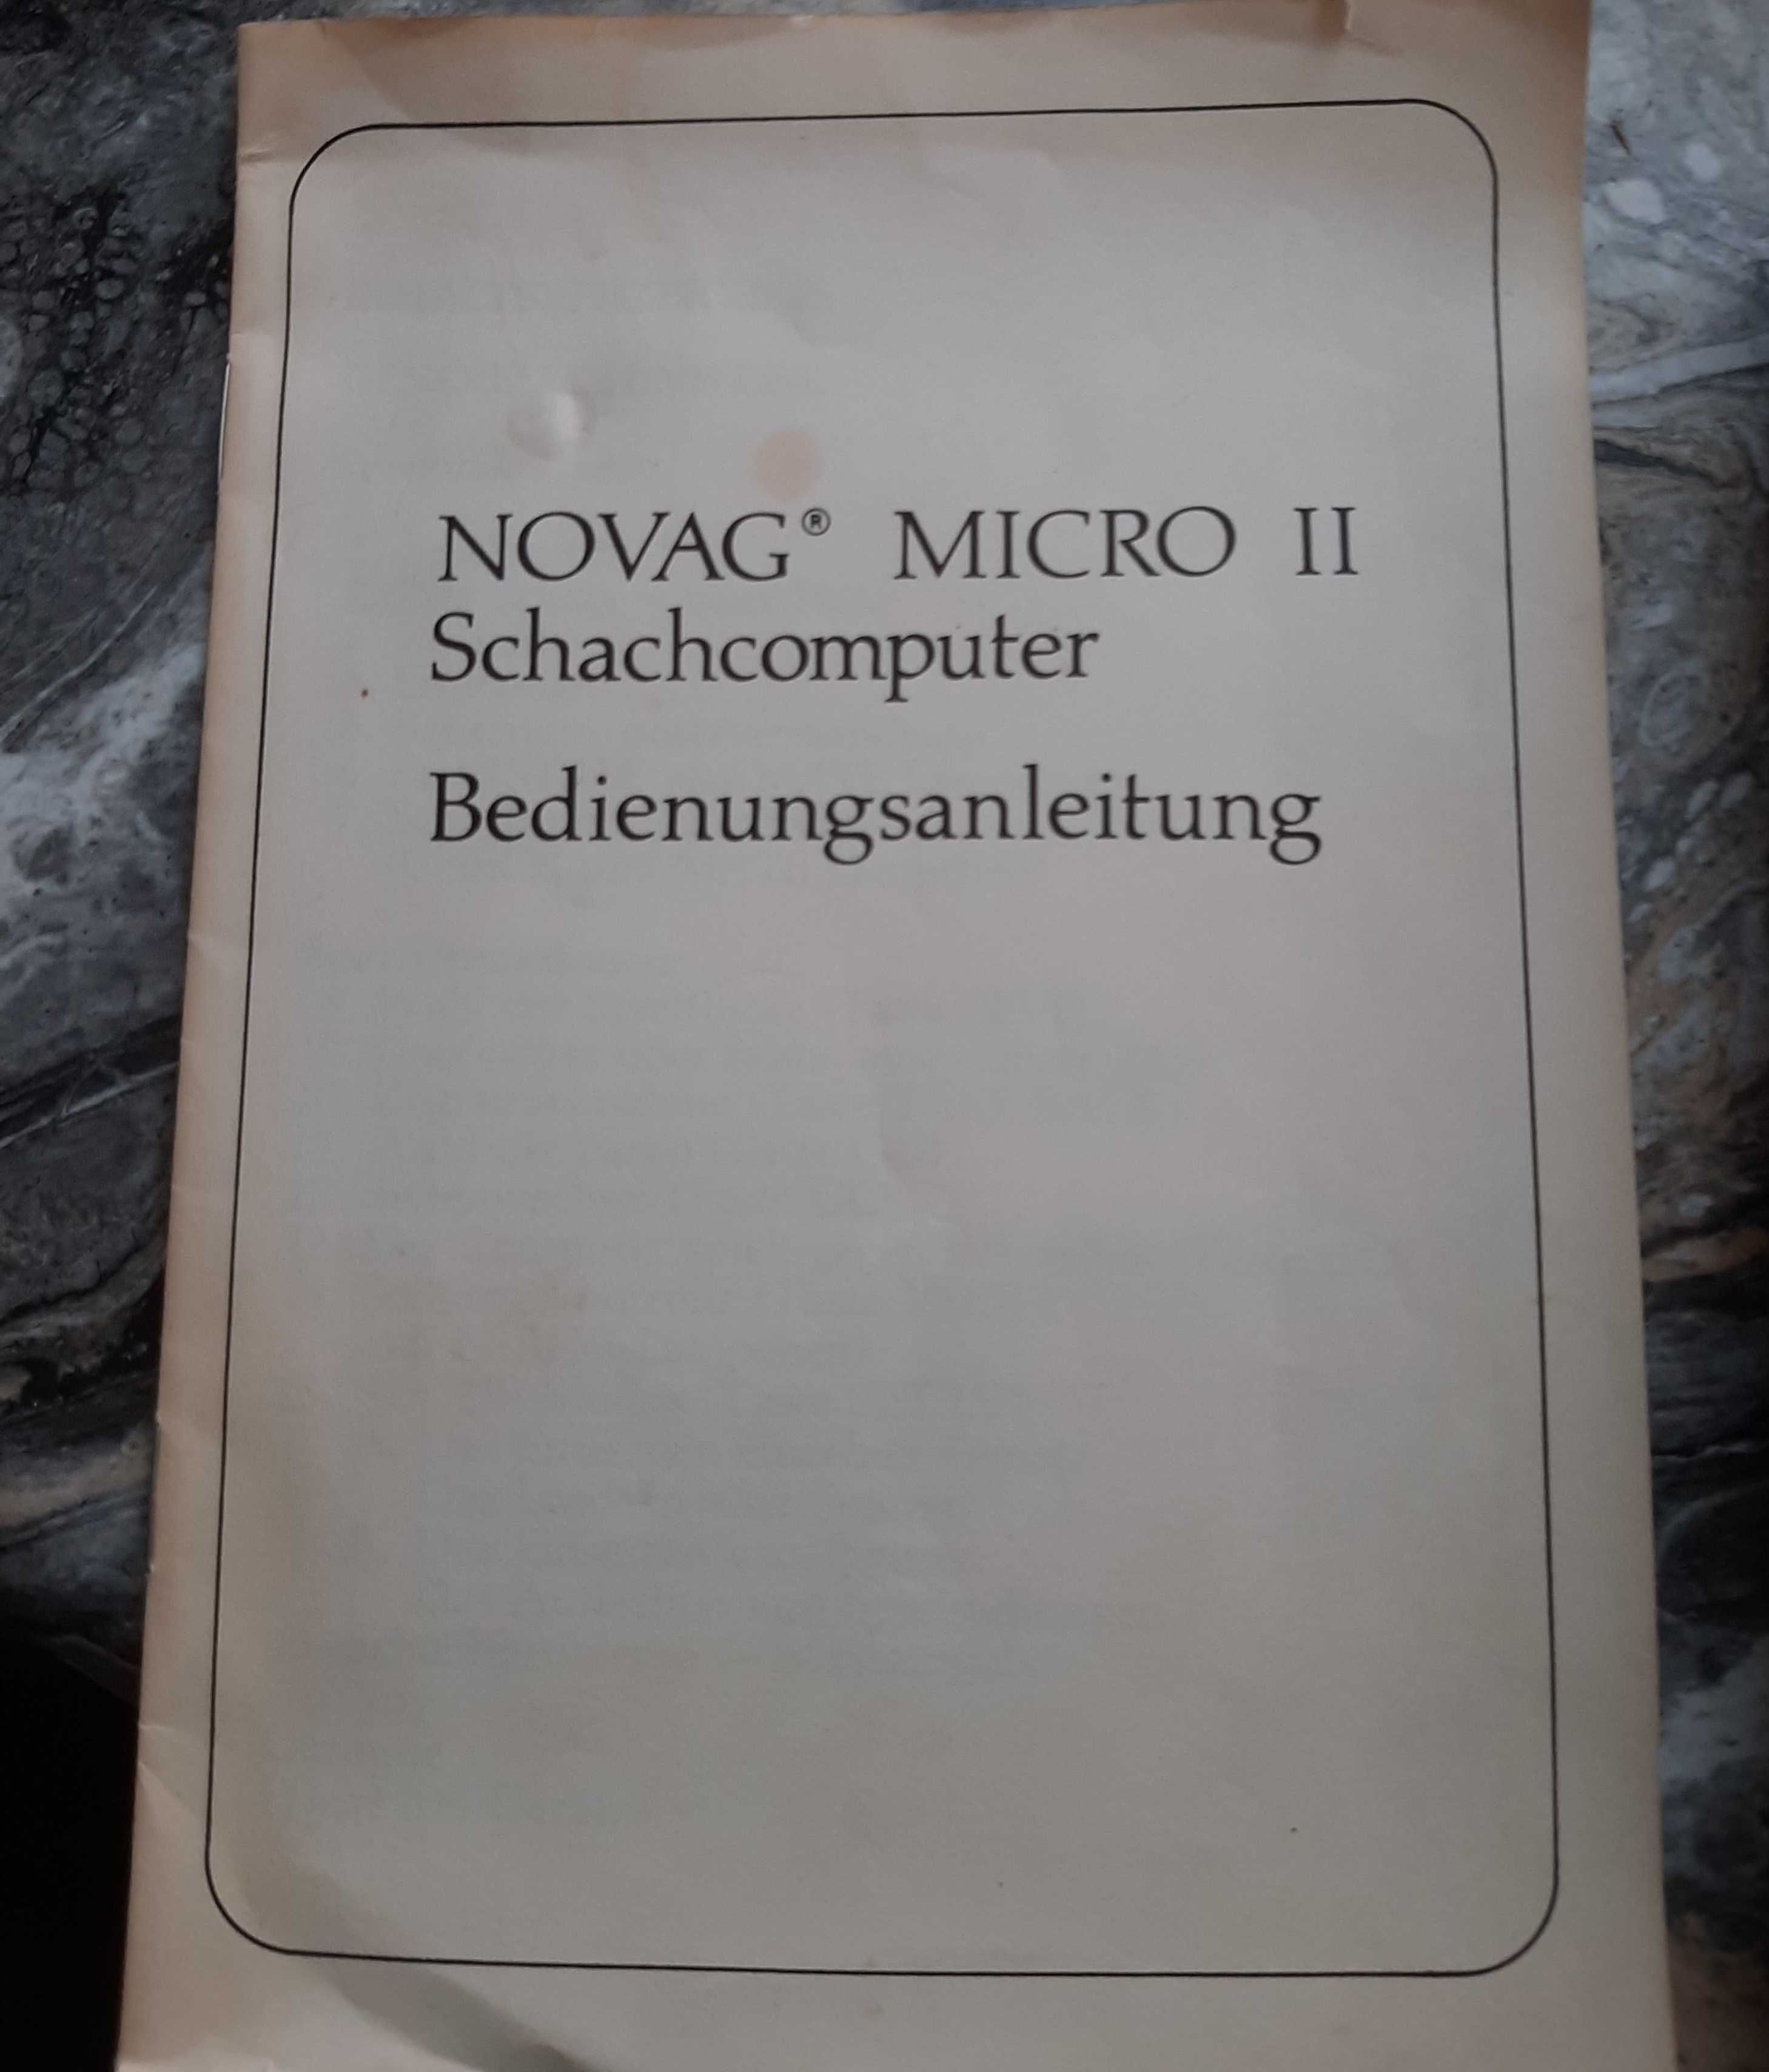 NOVAG® MICRO II
Schachcomputer
Bedienungsanleitung